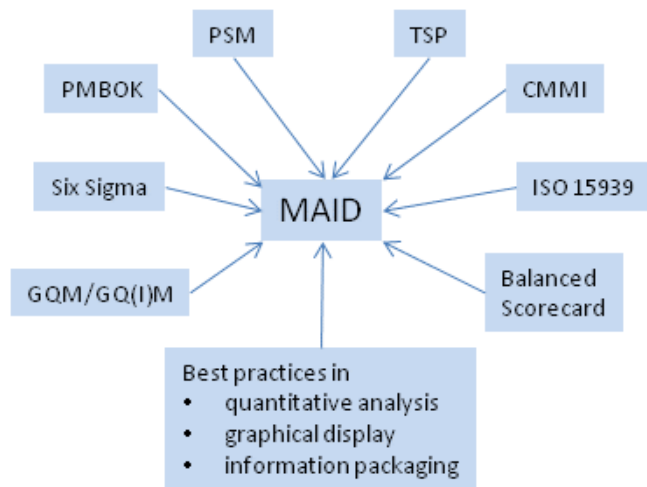 PSM
TSP
PMBOK
CMMI
Six Sigma
MAID
ISO 15939
GQM/GQ(I)M
Balanced
Scorecard
Best practices in
• quantitative analysis
• graphical display
• information packaging